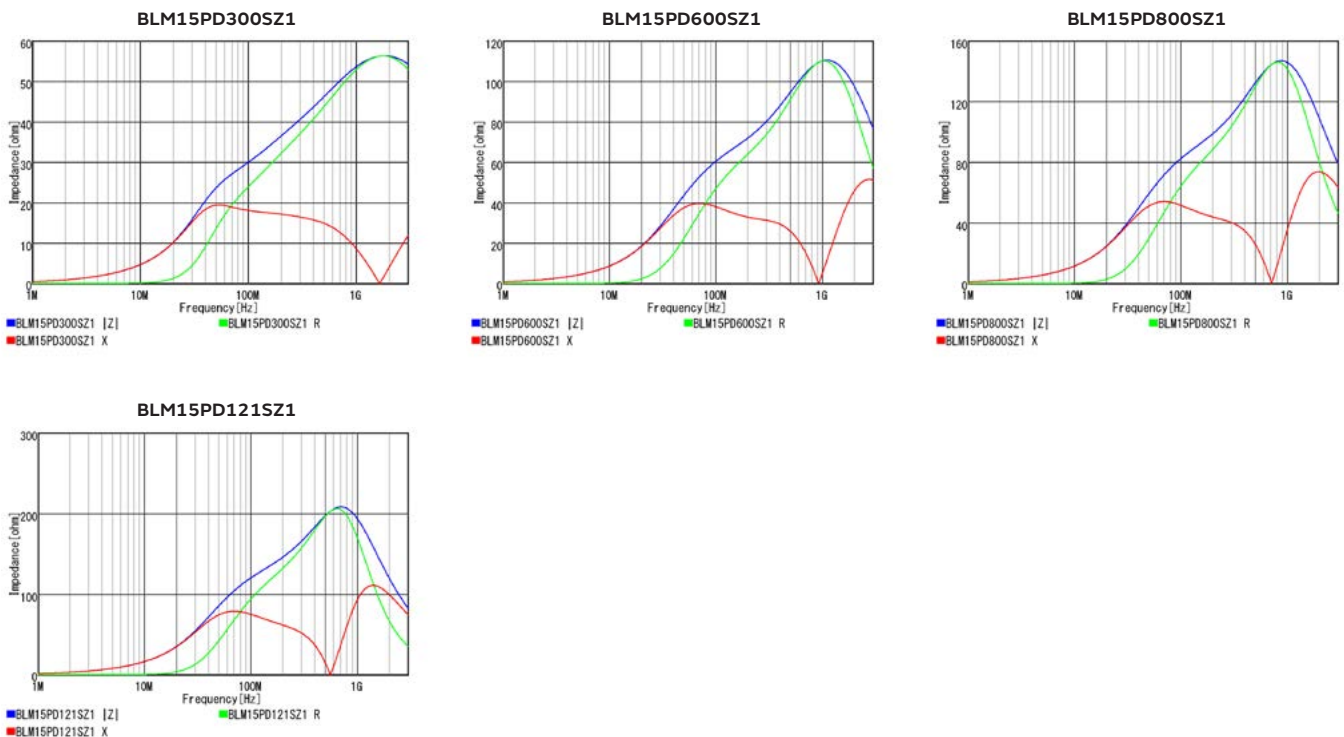 BLM15PD300SZ1
60
50
40
30
20
10
0
Impedance[ohm]
1M 10M 100M 1G
Frequency[Hz]
BLM15PD300SZ1 |Z| BLM15PD300SZ1 R
BLM15PD300SZ1 X
BLM15PD600SZ1
120
100
80
60
40
20
0
Impedance[ohm]
1M 10M 100M 1G
Frequency[Hz]
BLM15PD600SZ1 |Z| BLM15PD600SZ1 R
BLM15PD600SZ1 X
BLM15PD800SZ1
160
120
80
40
0
Impedance[ohm]
1M 10M 100M 1G
Frequency[Hz]
BLM15PD800SZ1 |Z| BLM15PD800SZ1 R
BLM15PD800SZ1 X
BLM15PD121SZ1
300
200
100
0
Impedance[ohm]
1M 10M 100M 1G
Frequency[Hz]
BLM15PD121SZ1 |Z| BLM15PD121SZ1 R
BLM15PD121SZ1 X